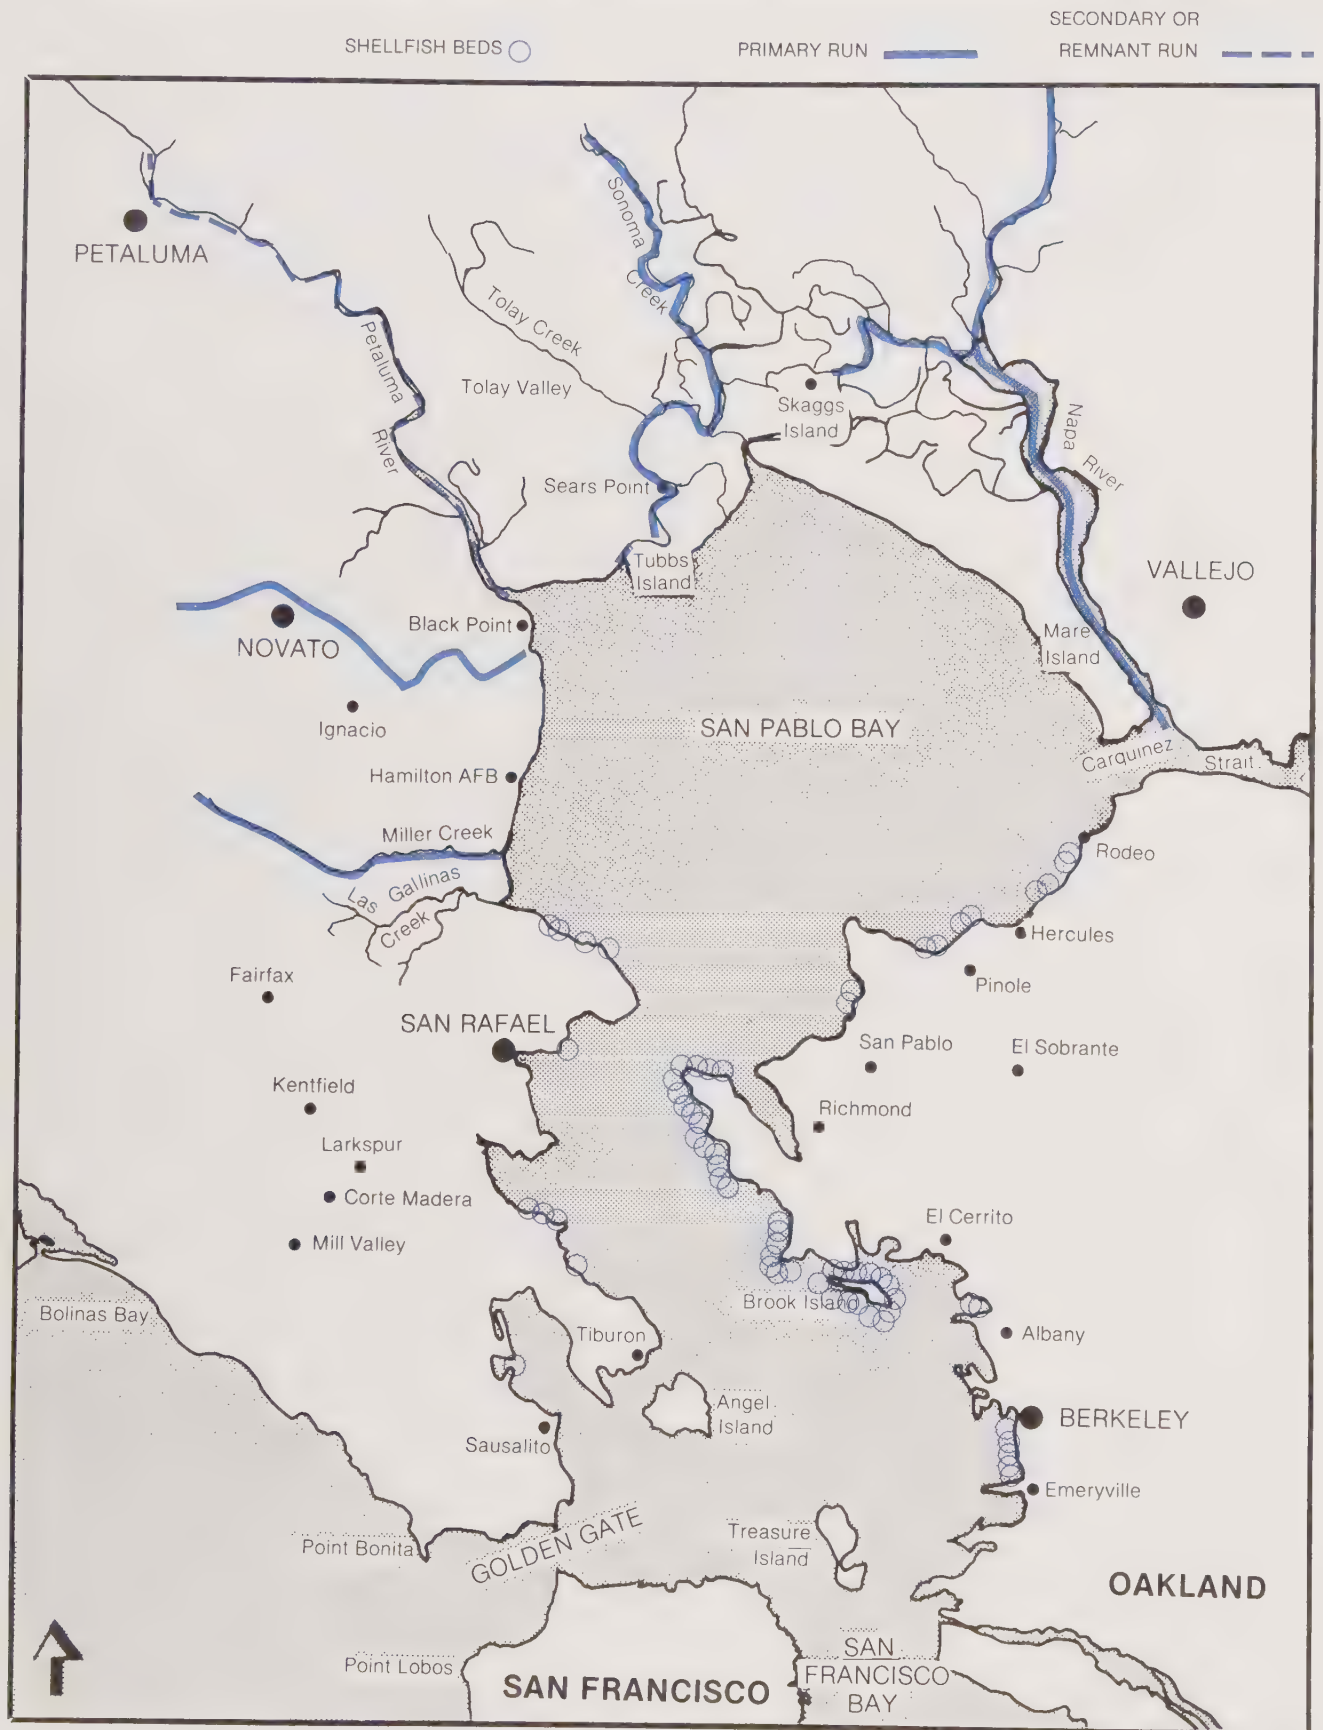 SHELLFISH BEDS
PRIMARY RUN
SECONDARY OR
REMNANT RUN
PETALUMA
Sonoma
Creek
Tolay Creek
Tolay Valley
Petaluma
River
Skaggs
Island
Napa
River
Sears Point
Tubbs
Island
VALLEJO
Black Point
NOVATO
Mare
Island
Ignacio
SAN PABLO BAY
Carquinez
Strait
Hamilton AFB
Miller Creek
Las Gallinas
Creek
Rodeo
Hercules
Pinole
Fairfax
SAN RAFAEL
San Pablo
El Sobrante
Kentfield
Richmond
Larkspur
Corte Madera
Mill Valley
El Cerrito
Bolinas Bay
Brook Island
Tiburon
Albany
Angel
Island
BERKELEY
Sausalito
Emeryville
Point Bonita
GOLDEN GATE
Treasure
Island
OAKLAND
Point Lobos
SAN FRANCISCO
SAN
FRANCISCO
BAY